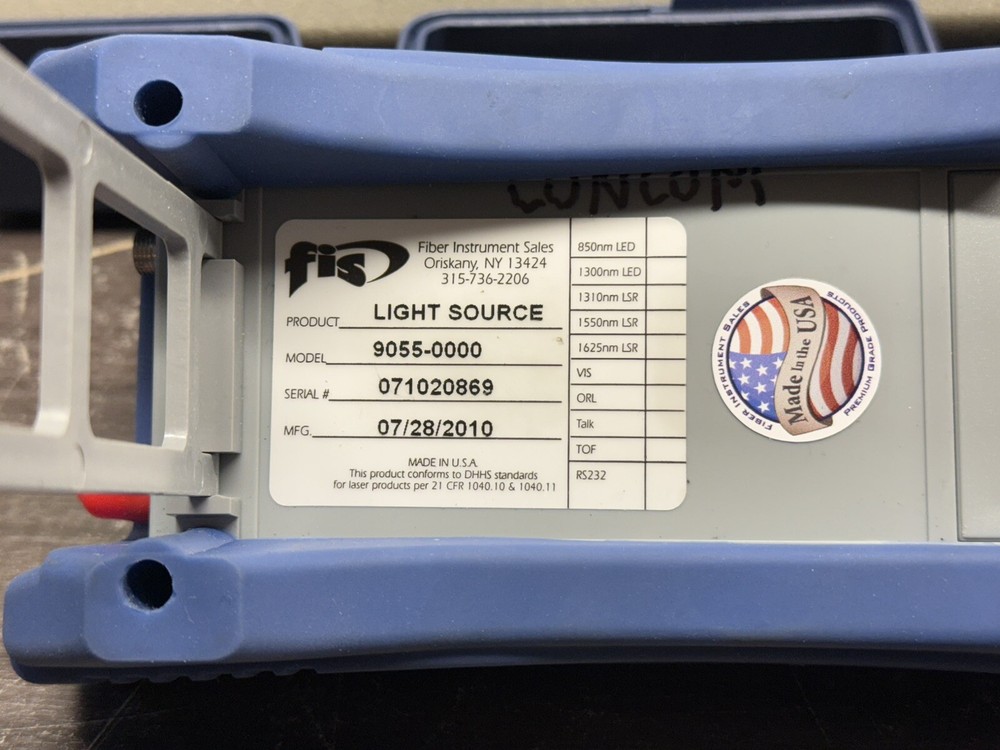 CONCOM
fis
Fiber Instrument Sales
Oriskany, NY 13424
315-736-2206
PRODUCT LIGHT SOURCE
MODEL 9055-0000
SERIAL # 071020869
MFG. 07/28/2010
MADE IN U.S.A.
This product conforms to DHHS standards
for laser products per 21 CFR 1040.10 & 1040.11
850nm LED
1300nm LED
1310nm LSR
1550nm LSR
1625nm LSR
VIS
ORL
Talk
TOF
RS232
FIBER INSTRUMENT SALES
Made In the USA
PREMIUM GRADE PRODUCTS